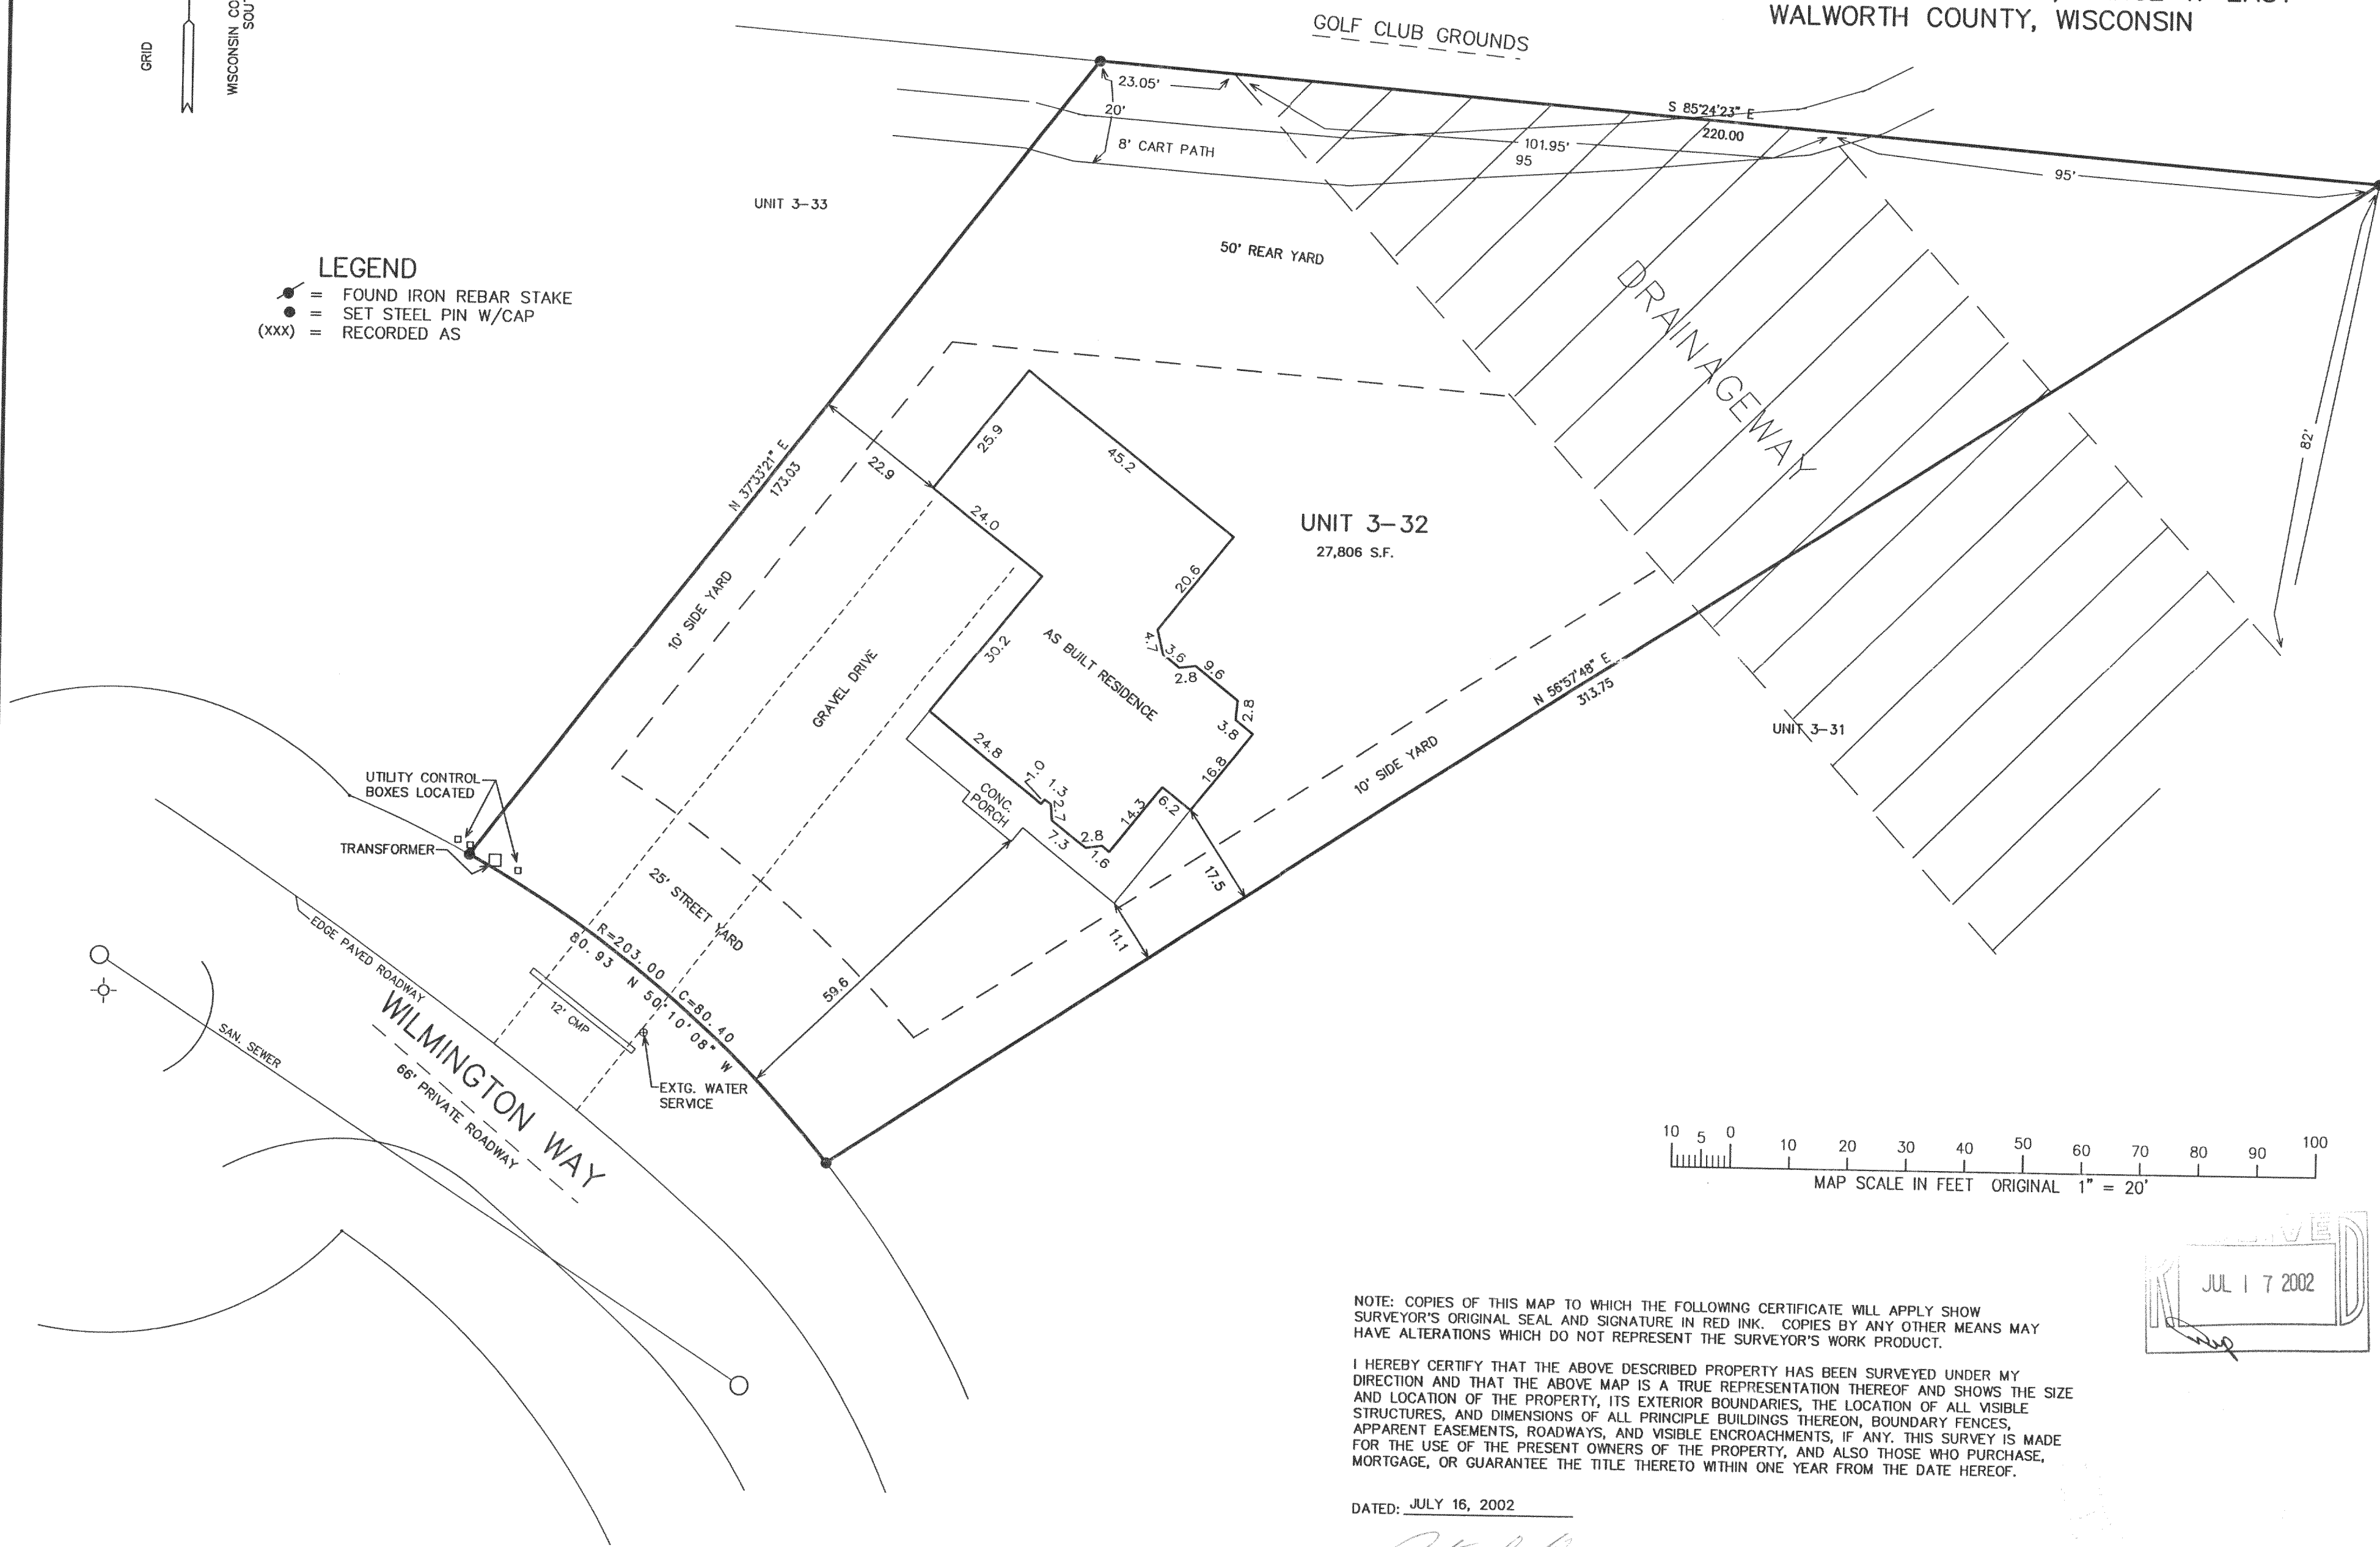 GRID
WISCONSIN CO
SOU
GOLF CLUB GROUNDS
EAST
WALWORTH COUNTY, WISCONSIN
23.05'
20'
8' CART PATH
S 85°24'23" E
220.00
101.95'
95
95'
UNIT 3-33
50' REAR YARD
LEGEND
= FOUND IRON REBAR STAKE
= SET STEEL PIN W/CAP
(XXX) = RECORDED AS
DRAINAGEWAY
82'
N 37°33'21" E
173.03
22.9
25.9
45.2
24.0
UNIT 3-32
27,806 S.F.
10' SIDE YARD
GRAVEL DRIVE
30.2
AS BUILT RESIDENCE
20.6
4.7
3.6
2.8
9.6
2.8
3.8
16.8
24.8
1.0
1.3
2.7
7.3
2.8
1.6
14.3
6.2
CONC.
PORCH
17.5
11.1
N 56°57'48" E
313.75
10' SIDE YARD
UNIT 3-31
UTILITY CONTROL
BOXES LOCATED
TRANSFORMER
25' STREET YARD
R=203.00 C=80.40
80.93 N 50°10'08" W
59.6
EDGE PAVED ROADWAY
12' CMP
SAN. SEWER
WILMINGTON WAY
66' PRIVATE ROADWAY
EXTG. WATER
SERVICE
10 5 0 10 20 30 40 50 60 70 80 90 100
MAP SCALE IN FEET ORIGINAL 1" = 20'
JUL 17 2002
NOTE: COPIES OF THIS MAP TO WHICH THE FOLLOWING CERTIFICATE WILL APPLY SHOW
SURVEYOR'S ORIGINAL SEAL AND SIGNATURE IN RED INK. COPIES BY ANY OTHER MEANS MAY
HAVE ALTERATIONS WHICH DO NOT REPRESENT THE SURVEYOR'S WORK PRODUCT.
I HEREBY CERTIFY THAT THE ABOVE DESCRIBED PROPERTY HAS BEEN SURVEYED UNDER MY
DIRECTION AND THAT THE ABOVE MAP IS A TRUE REPRESENTATION THEREOF AND SHOWS THE SIZE
AND LOCATION OF THE PROPERTY, ITS EXTERIOR BOUNDARIES, THE LOCATION OF ALL VISIBLE
STRUCTURES, AND DIMENSIONS OF ALL PRINCIPLE BUILDINGS THEREON, BOUNDARY FENCES,
APPARENT EASEMENTS, ROADWAYS, AND VISIBLE ENCROACHMENTS, IF ANY. THIS SURVEY IS MADE
FOR THE USE OF THE PRESENT OWNERS OF THE PROPERTY, AND ALSO THOSE WHO PURCHASE,
MORTGAGE, OR GUARANTEE THE TITLE THERETO WITHIN ONE YEAR FROM THE DATE HEREOF.
DATED: JULY 16, 2002